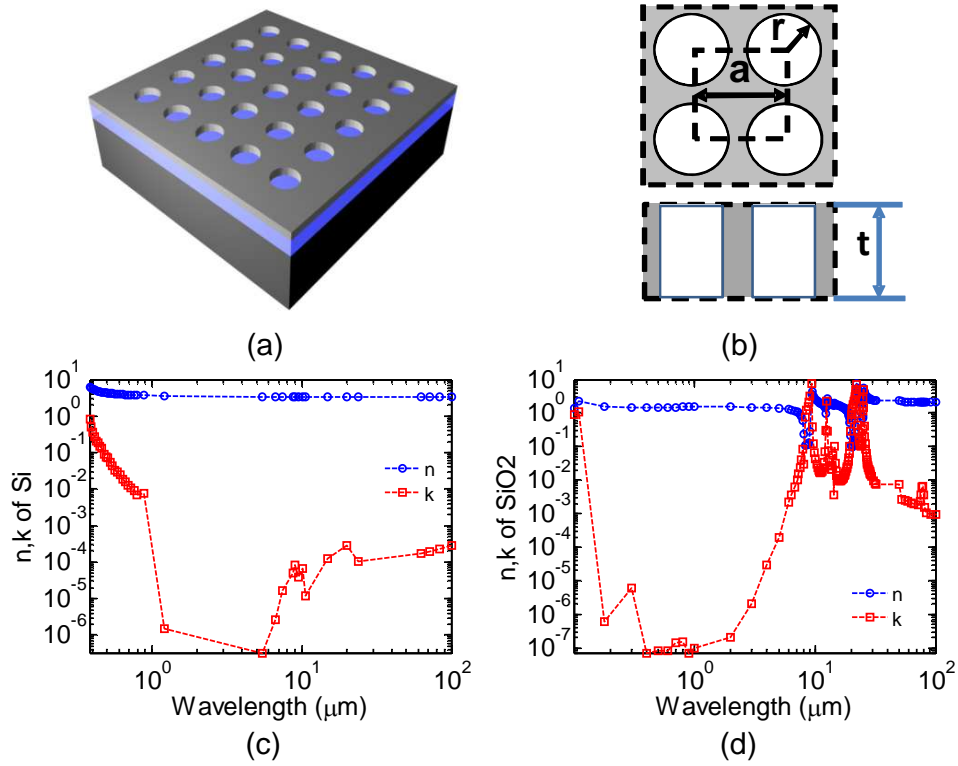 r
a
t
(a)
(b)
n,k of Si
10^1
10^0
10^-1
10^-2
10^-3
10^-4
10^-5
10^-6
n
k
10^0
10^1
10^2
Wavelength (μm)
(c)
n,k of SiO2
10^1
10^0
10^-1
10^-2
10^-3
10^-4
10^-5
10^-6
10^-7
n
k
10^0
10^1
10^2
Wavelength (μm)
(d)